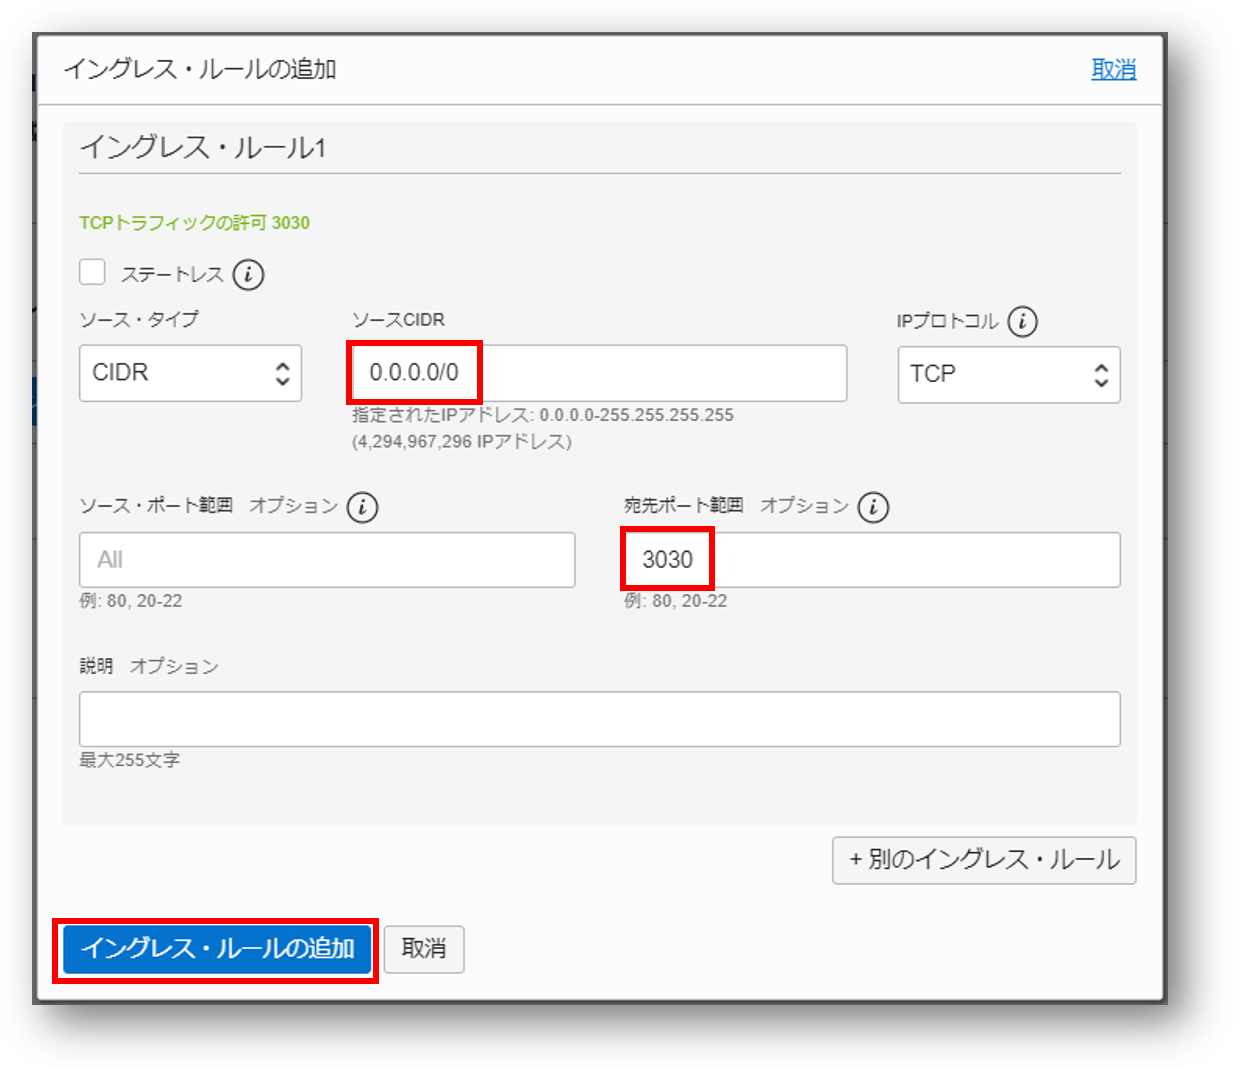 イングレス・ルールの追加
取消
イングレス・ルール1
TCPトラフィックの許可 3030
ステートレス i
ソース・タイプ
ソースCIDR
IPプロトコル i
CIDR
0.0.0.0/0
TCP
指定されたIPアドレス: 0.0.0.0-255.255.255.255
(4,294,967,296 IPアドレス)
ソース・ポート範囲 オプション i
宛先ポート範囲 オプション i
All
3030
例: 80, 20-22
例: 80, 20-22
説明 オプション
最大255文字
+ 別のイングレス・ルール
イングレス・ルールの追加
取消